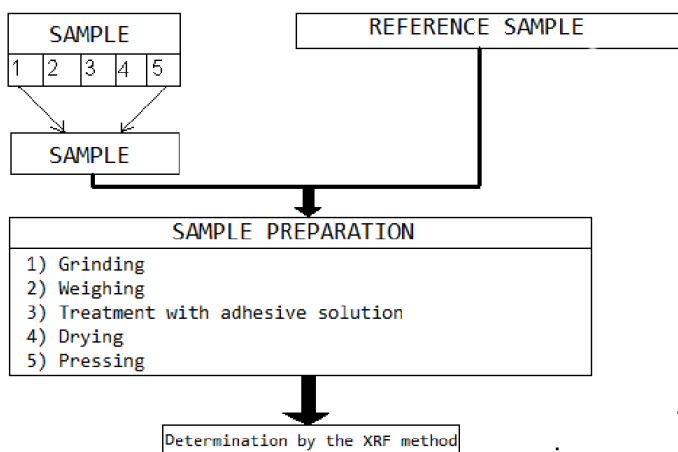 SAMPLE
1 2 3 4 5
REFERENCE SAMPLE
SAMPLE
SAMPLE PREPARATION
1) Grinding
2) Weighing
3) Treatment with adhesive solution
4) Drying
5) Pressing
Determination by the XRF method